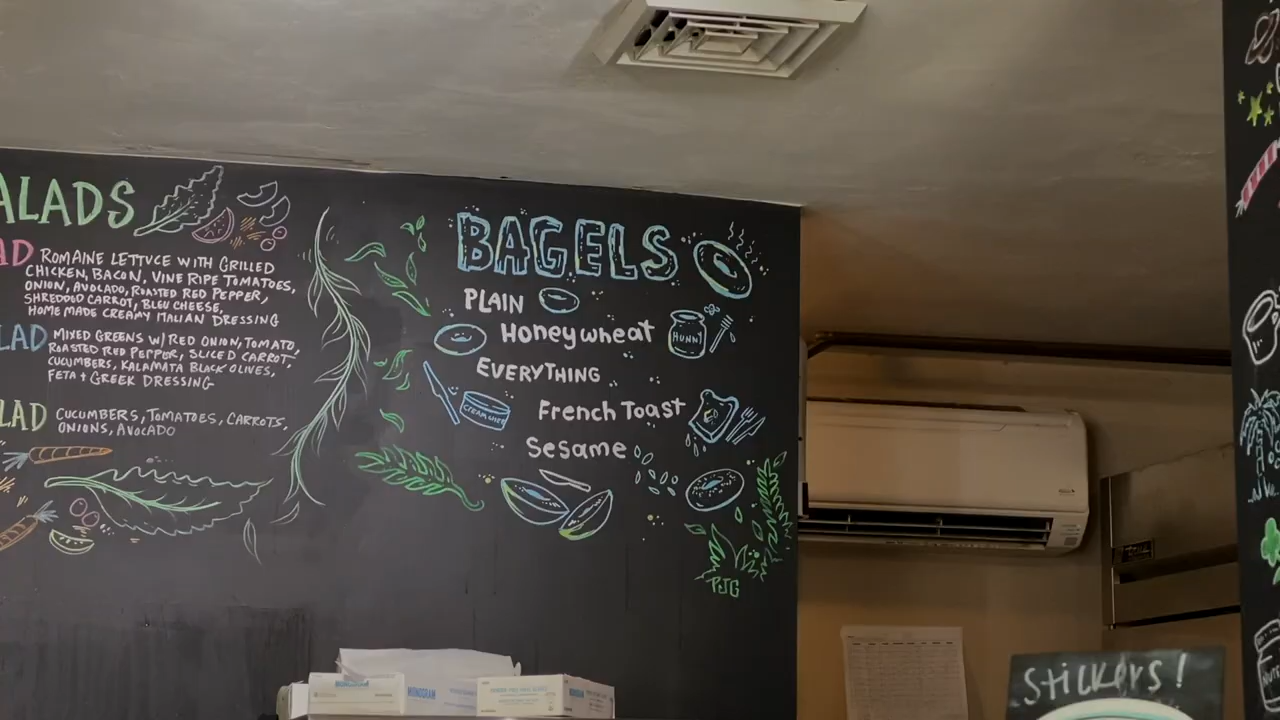 ALADS
AD ROMAINE LETTUCE WITH GRILLED
CHICKEN, BACON, VINE RIPE TOMATOES,
ONION, AVOCADO, ROASTED RED PEPPER,
SHREDDD CARROT, BLEU CHEESE,
HOME MADE CREAMY ITALIAN DRESSING
LAD MIXED GREENS W/ RED ONION, TOMATO
ROASTED RED PEPPER, SLICED CARROT,
CUCUMBERS, KALAMATA BLACK OLIVES,
FETA + GREEK DRESSING
LAD CUCUMBERS, TOMATOES, CARROTS,
ONIONS, AVOCADO
BAGELS
PLAIN
Honeywheat
HUNNY
EVERYTHING
French Toast
Sesame
PJG
MONOGRAM
Stickers!